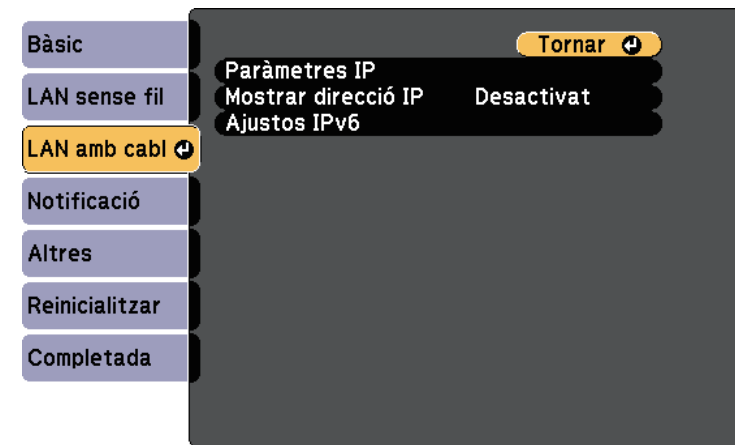 Bàsic
LAN sense fil
LAN amb cabl
Notificació
Altres
Reinicialitzar
Completada
Tornar
Paràmetres IP
Mostrar direcció IP Desactivat
Ajustos IPv6